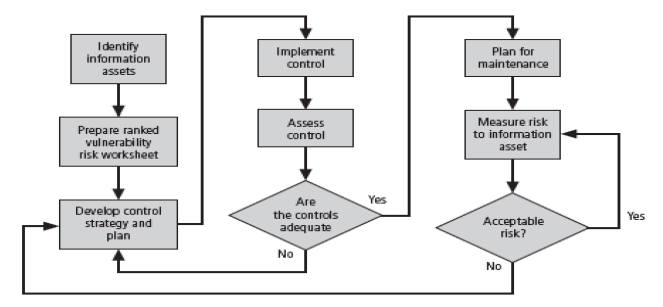 Identify
information
assets
Prepare ranked
vulnerability
risk worksheet
Develop control
strategy and
plan
Implement
control
Assess
control
Are
the controls
adequate
Yes
No
Plan for
maintenance
Measure risk
to information
asset
Acceptable
risk?
Yes
No